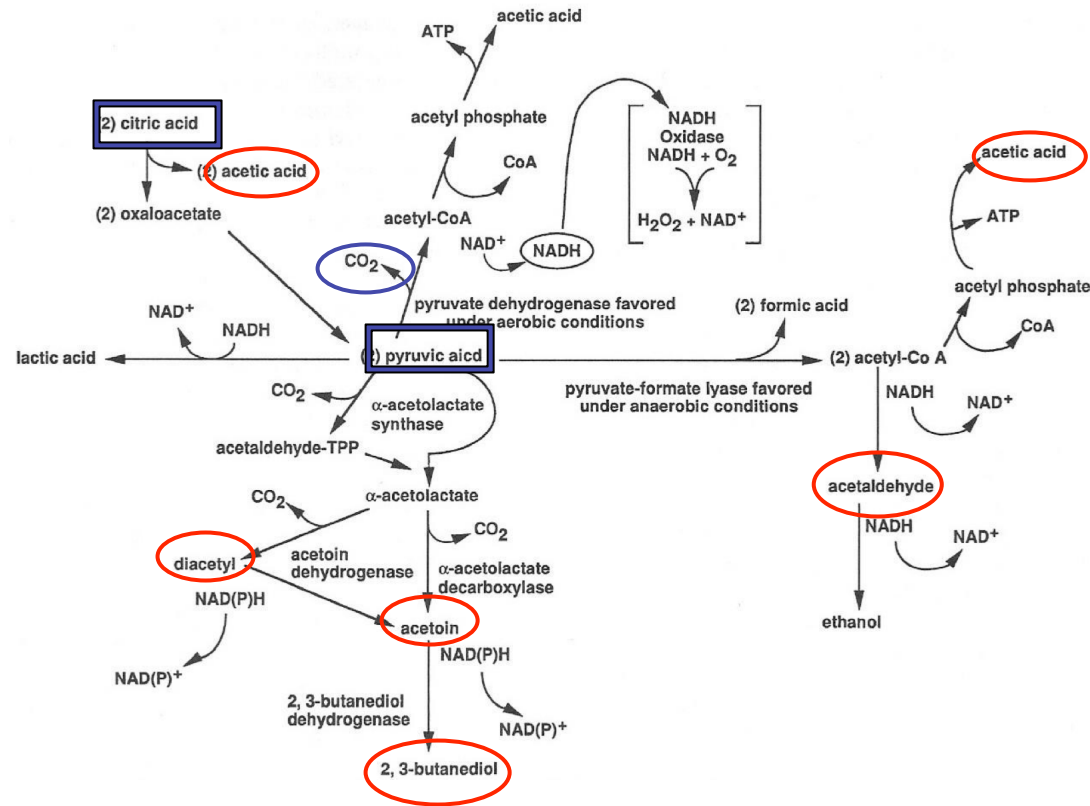 acetic acid
ATP
acetyl phosphate
CoA
acetyl-CoA
NAD+
NADH
NADH
Oxidase
NADH + O2
H2O2 + NAD+
2) citric acid
(2) acetic acid
(2) oxaloacetate
CO2
pyruvate dehydrogenase favored
under aerobic conditions
acetic acid
ATP
acetyl phosphate
CoA
(2) formic acid
NAD+
NADH
lactic acid
(2) pyruvic aicd
(2) acetyl-Co A
pyruvate-formate lyase favored
under anaerobic conditions
NADH
NAD+
CO2
α-acetolactate
synthase
acetaldehyde-TPP
acetaldehyde
NADH
NAD+
ethanol
α-acetolactate
CO2
CO2
diacetyl
acetoin
dehydrogenase
α-acetolactate
decarboxylase
NAD(P)H
NAD(P)+
acetoin
NAD(P)H
NAD(P)+
2, 3-butanediol
dehydrogenase
2, 3-butanediol